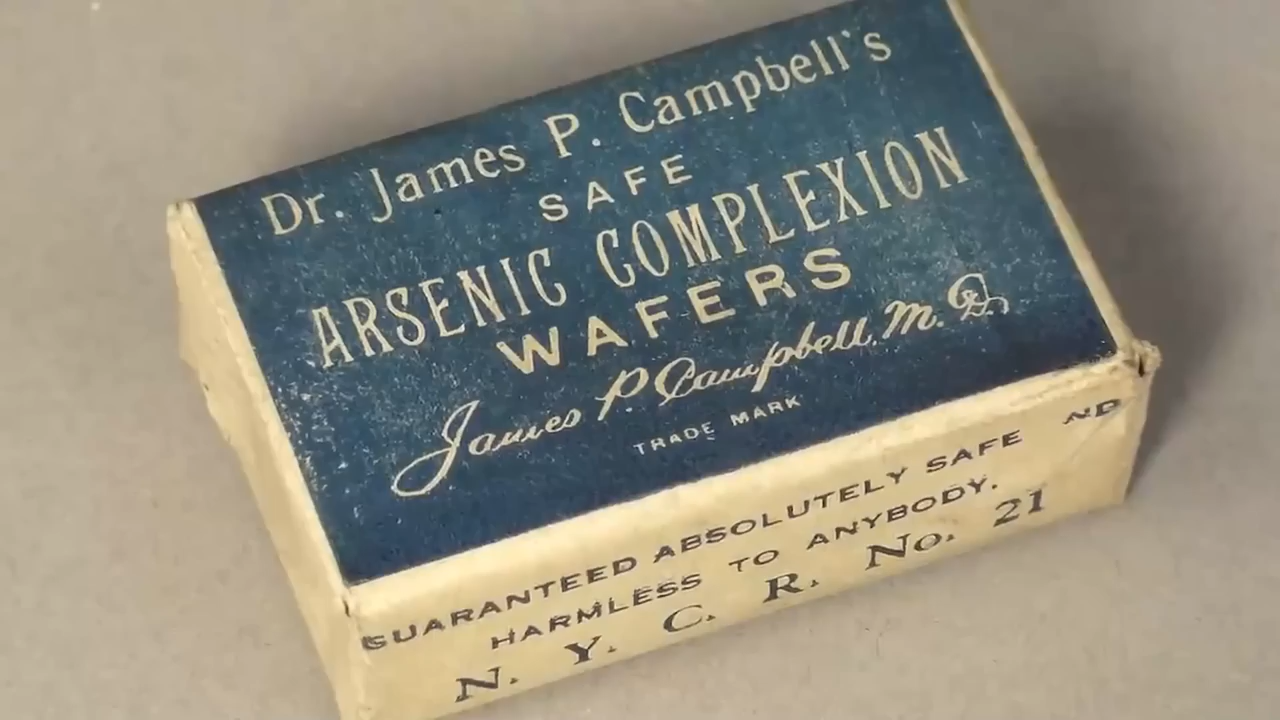 Dr. James P. Campbell's
SAFE
ARSENIC COMPLEXION
WAFERS
James P. Campbell, M. D.
TRADE MARK
GUARANTEED ABSOLUTELY SAFE ND
HARMLESS TO ANYBODY.
N. Y. C. R. No. 21